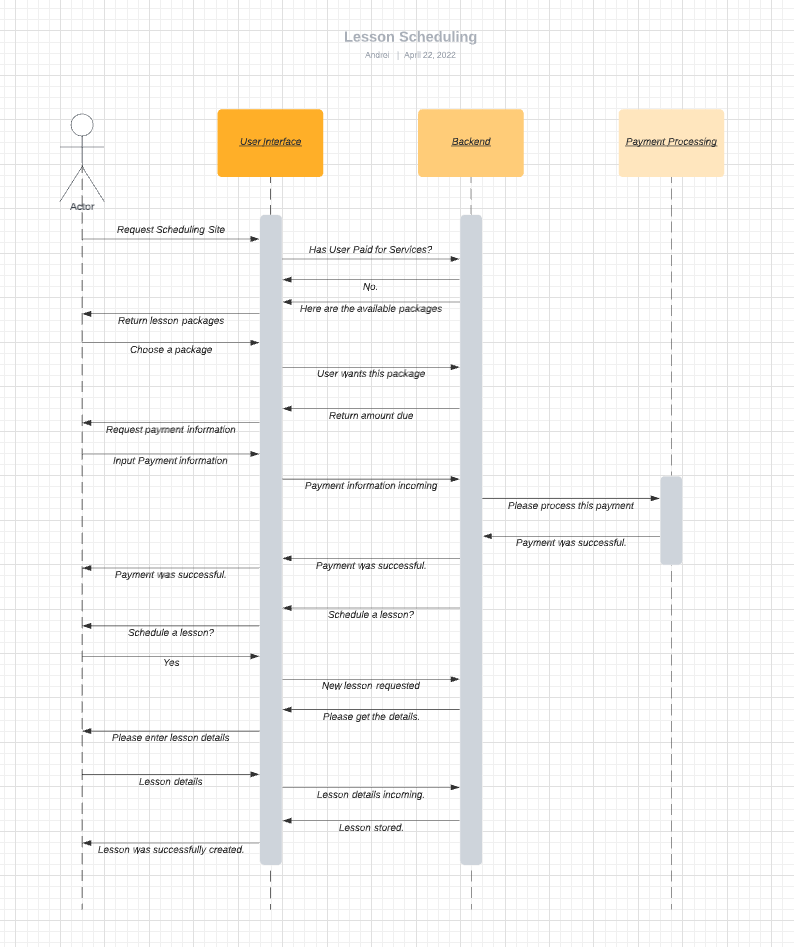 Lesson Scheduling
Andrei | April 22, 2022
User Interface
Backend
Payment Processing
Actor
Request Scheduling Site
Has User Paid for Services?
No.
Here are the available packages
Return lesson packages
Choose a package
User wants this package
Return amount due
Request payment information
Input Payment information
Payment information incoming
Please process this payment
Payment was successful.
Payment was successful.
Payment was successful.
Schedule a lesson?
Schedule a lesson?
Yes
New lesson requested
Please get the details.
Please enter lesson details
Lesson details
Lesson details incoming.
Lesson stored.
Lesson was successfully created.